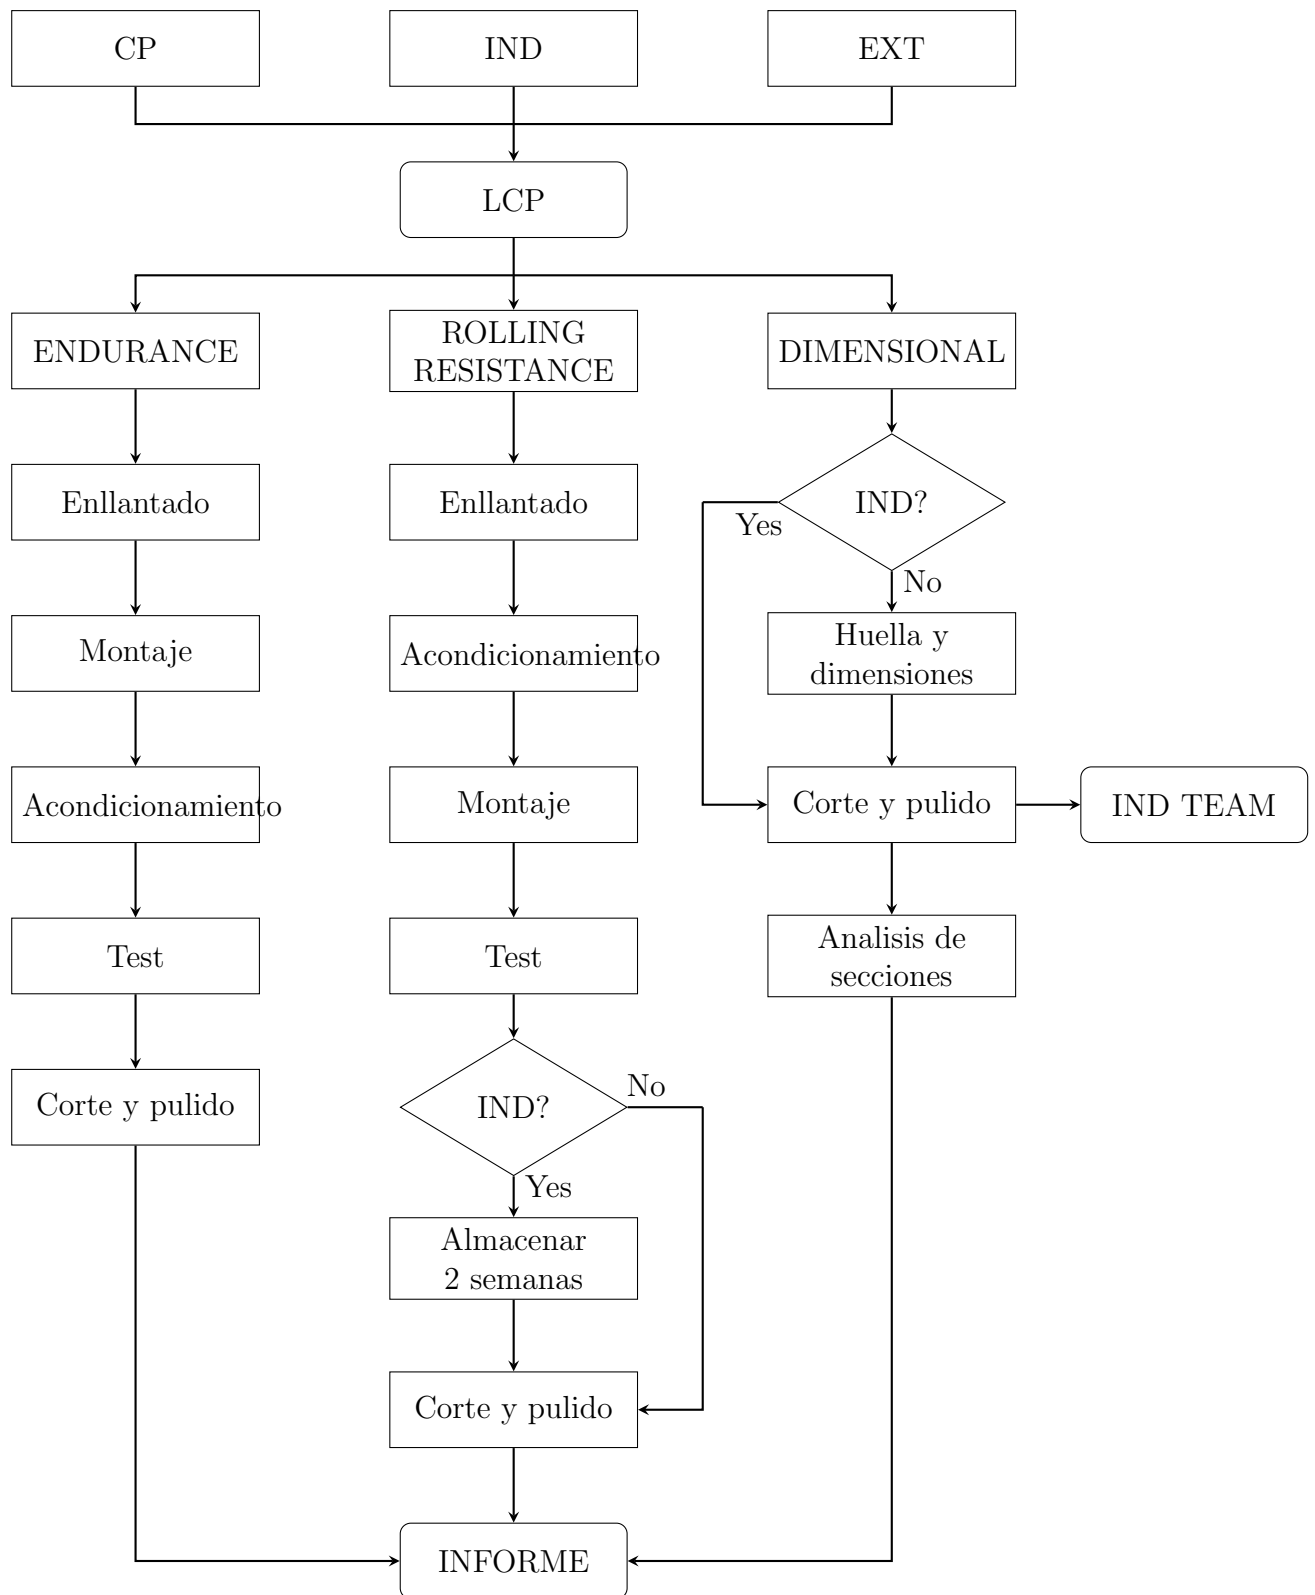 CP
IND
EXT
LCP
ENDURANCE
ROLLING
RESISTANCE
DIMENSIONAL
Enllantado
Enllantado
IND?
Yes
No
Montaje
Acondicionamiento
Huella y
dimensiones
Acondicionamiento
Montaje
Corte y pulido
IND TEAM
Test
Test
Analisis de
secciones
Corte y pulido
IND?
No
Yes
Almacenar
2 semanas
Corte y pulido
INFORME